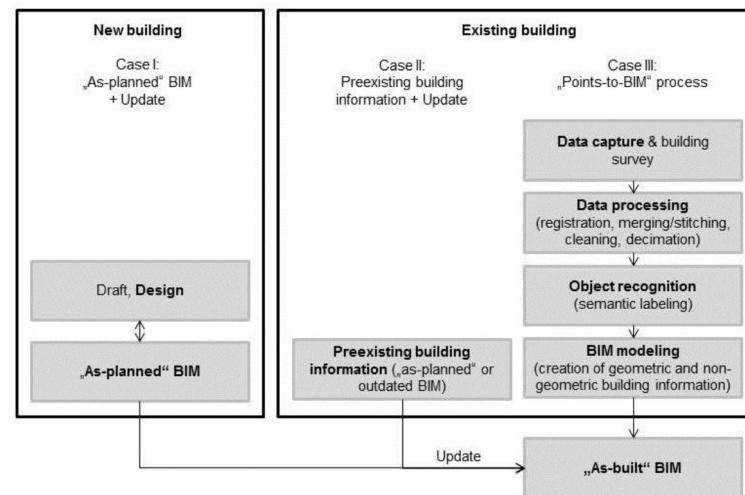 New building
Case I:
„As-planned“ BIM
+ Update
Draft, Design
„As-planned“ BIM
Existing building
Case II:
Preexisting building
information + Update
Preexisting building
information („as-planned“ or
outdated BIM)
Case III:
„Points-to-BIM“ process
Data capture & building
survey
Data processing
(registration, merging/stitching,
cleaning, decimation)
Object recognition
(semantic labeling)
BIM modeling
(creation of geometric and non-
geometric building information)
Update
„As-built“ BIM